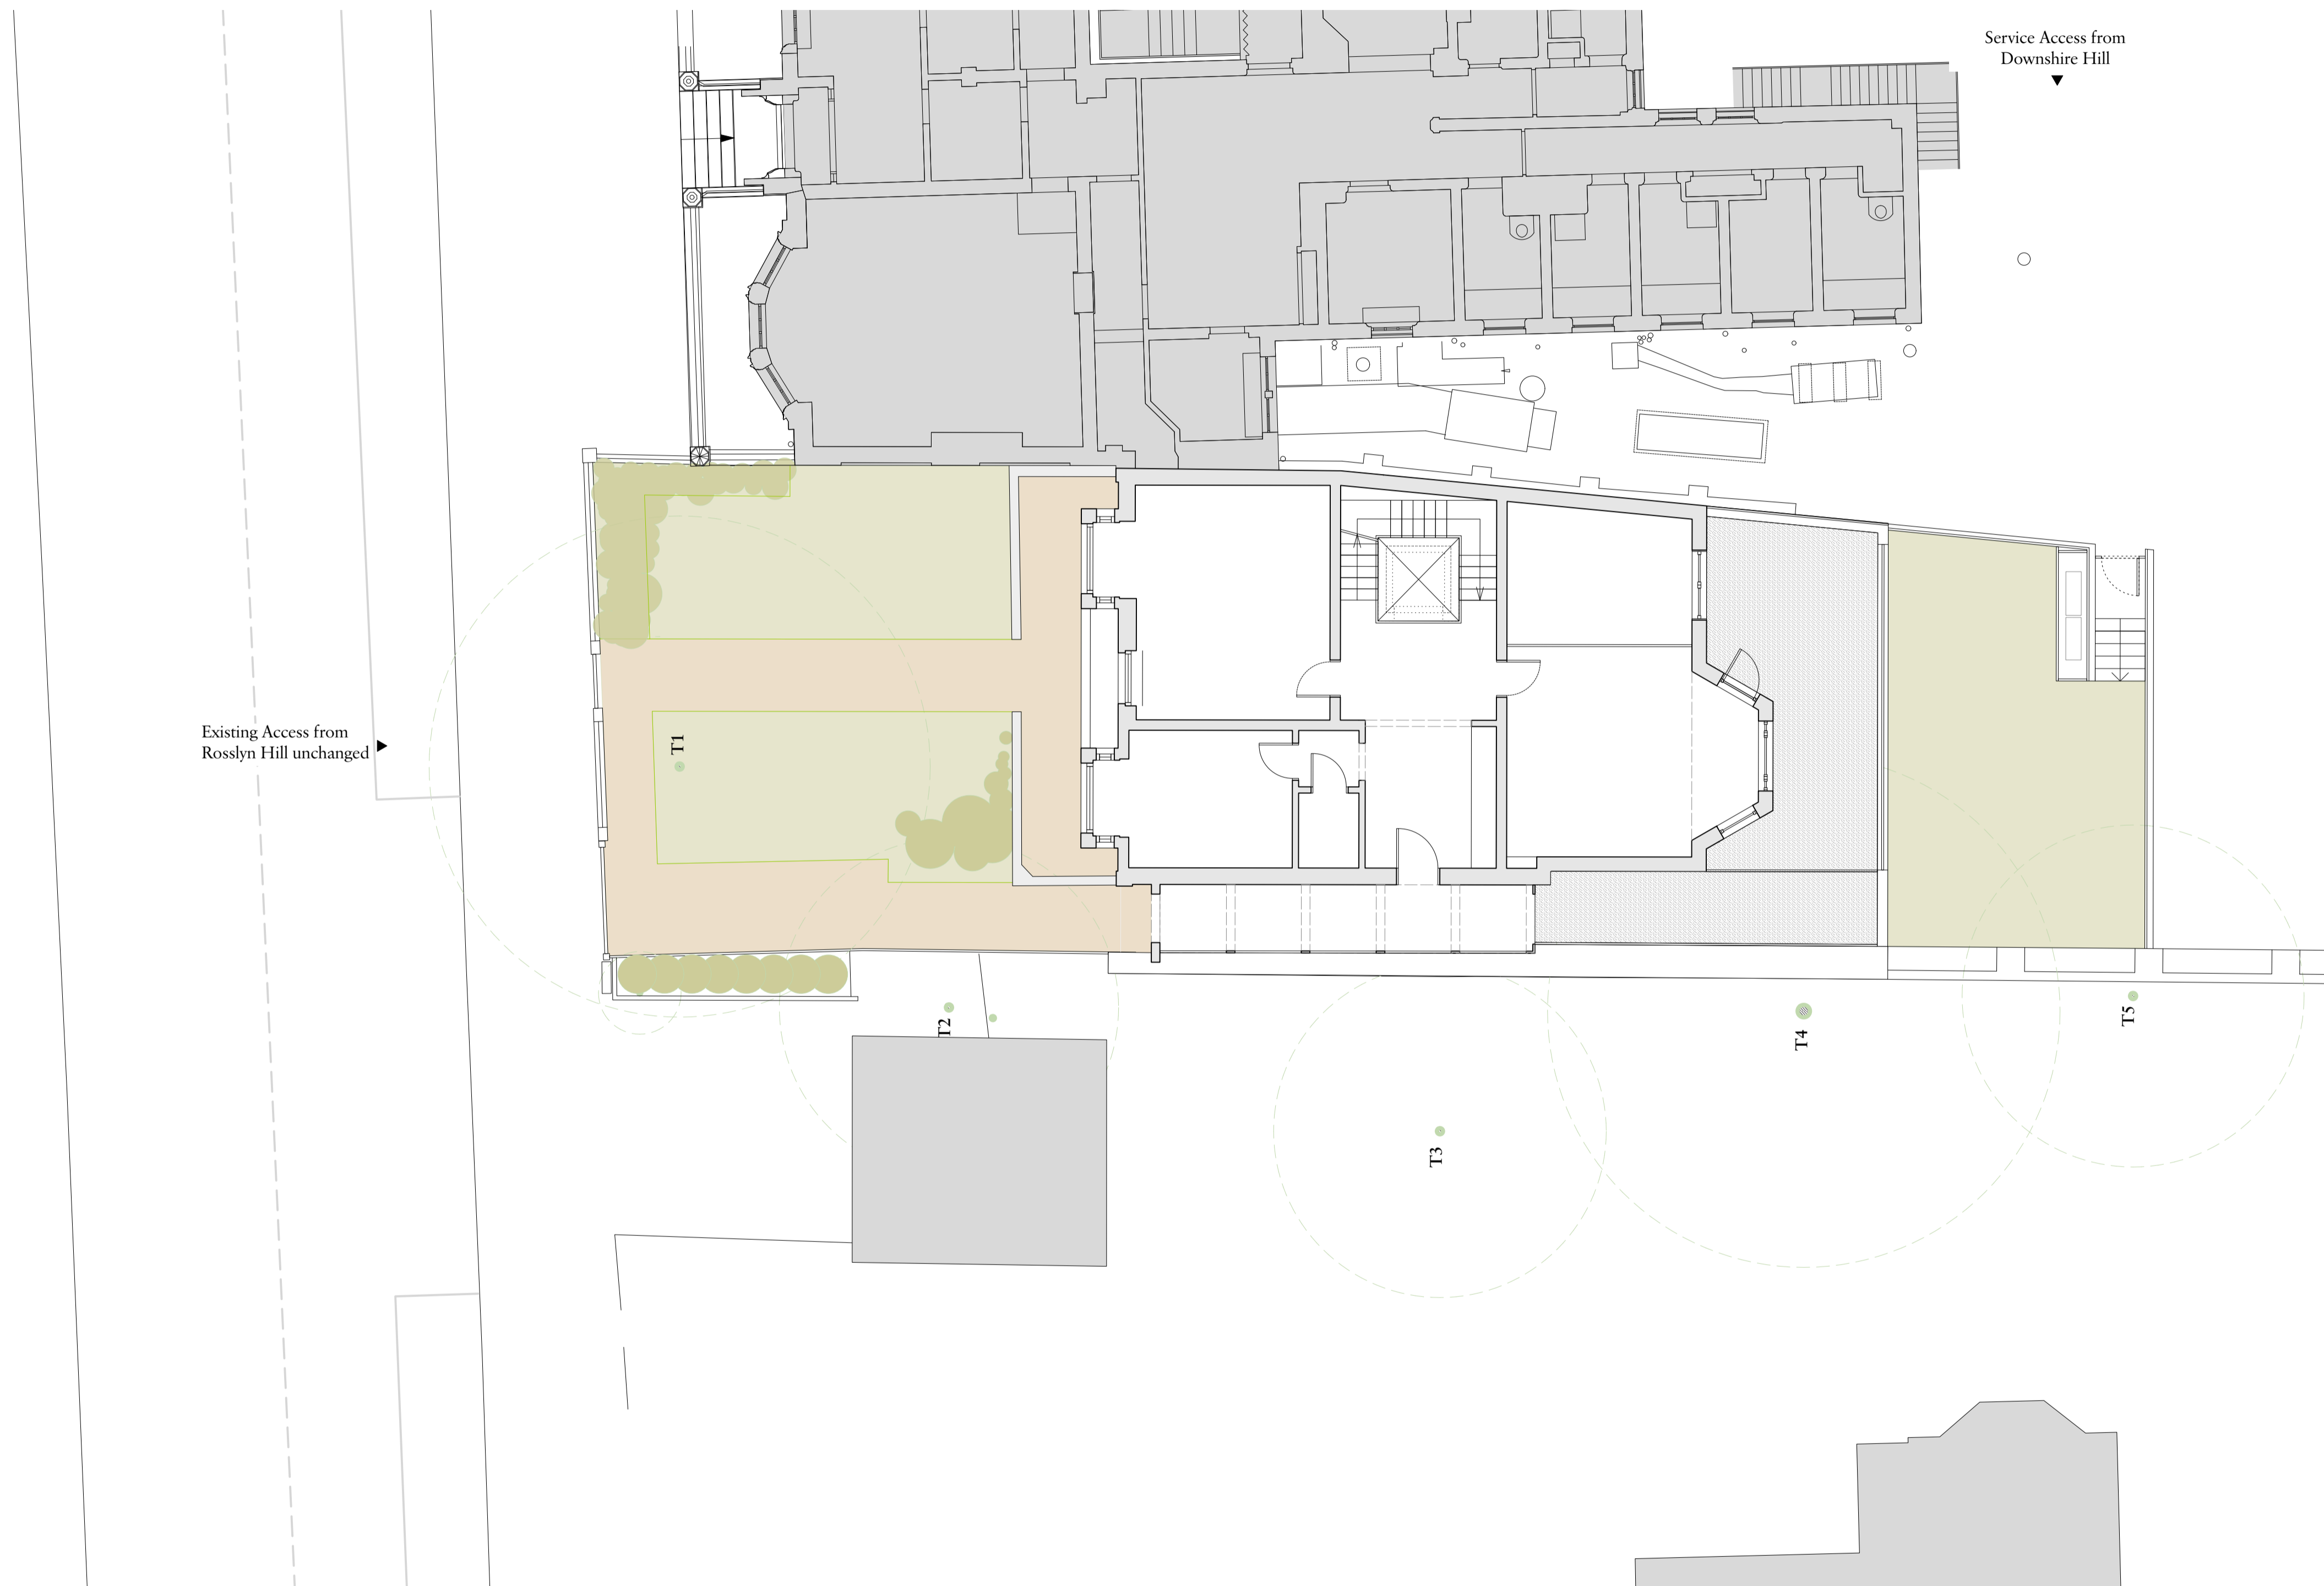 Service Access from
Downshire Hill
Existing Access from
Rosslyn Hill unchanged
T1
T2
T3
T4
T5